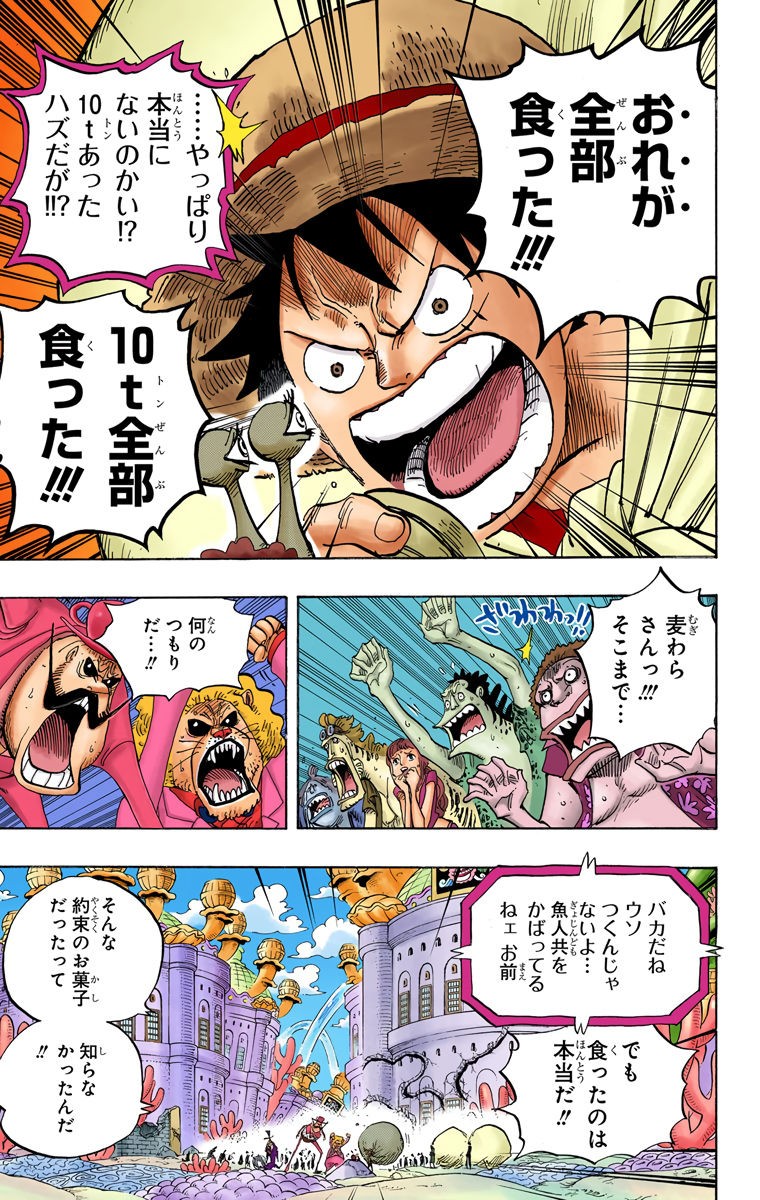 おれが
全部
食った!!!
……やっぱり
本当に
ないのかい!?
10tあった
ハズだが!!?
10t全部
食った!!!
麦わら
さんっ!!!
そこまで…
ざわわわっ!!
何の
つもり
だ…!!
バカだね
ウソ
つくんじゃ
ないよ…
魚人共を
かばってる
ねェ お前
でも
食ったのは
本当だ!!
そんな
約束のお菓子
だったって
知らな
かったんだ
!!